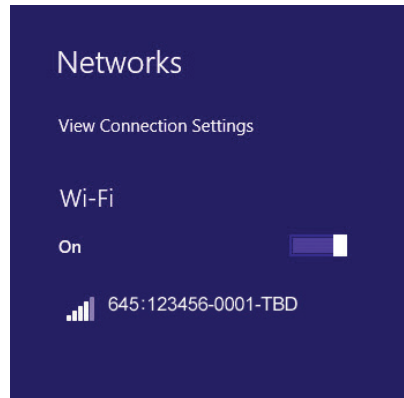 Networks
View Connection Settings
Wi-Fi
On
645:123456-0001-TBD